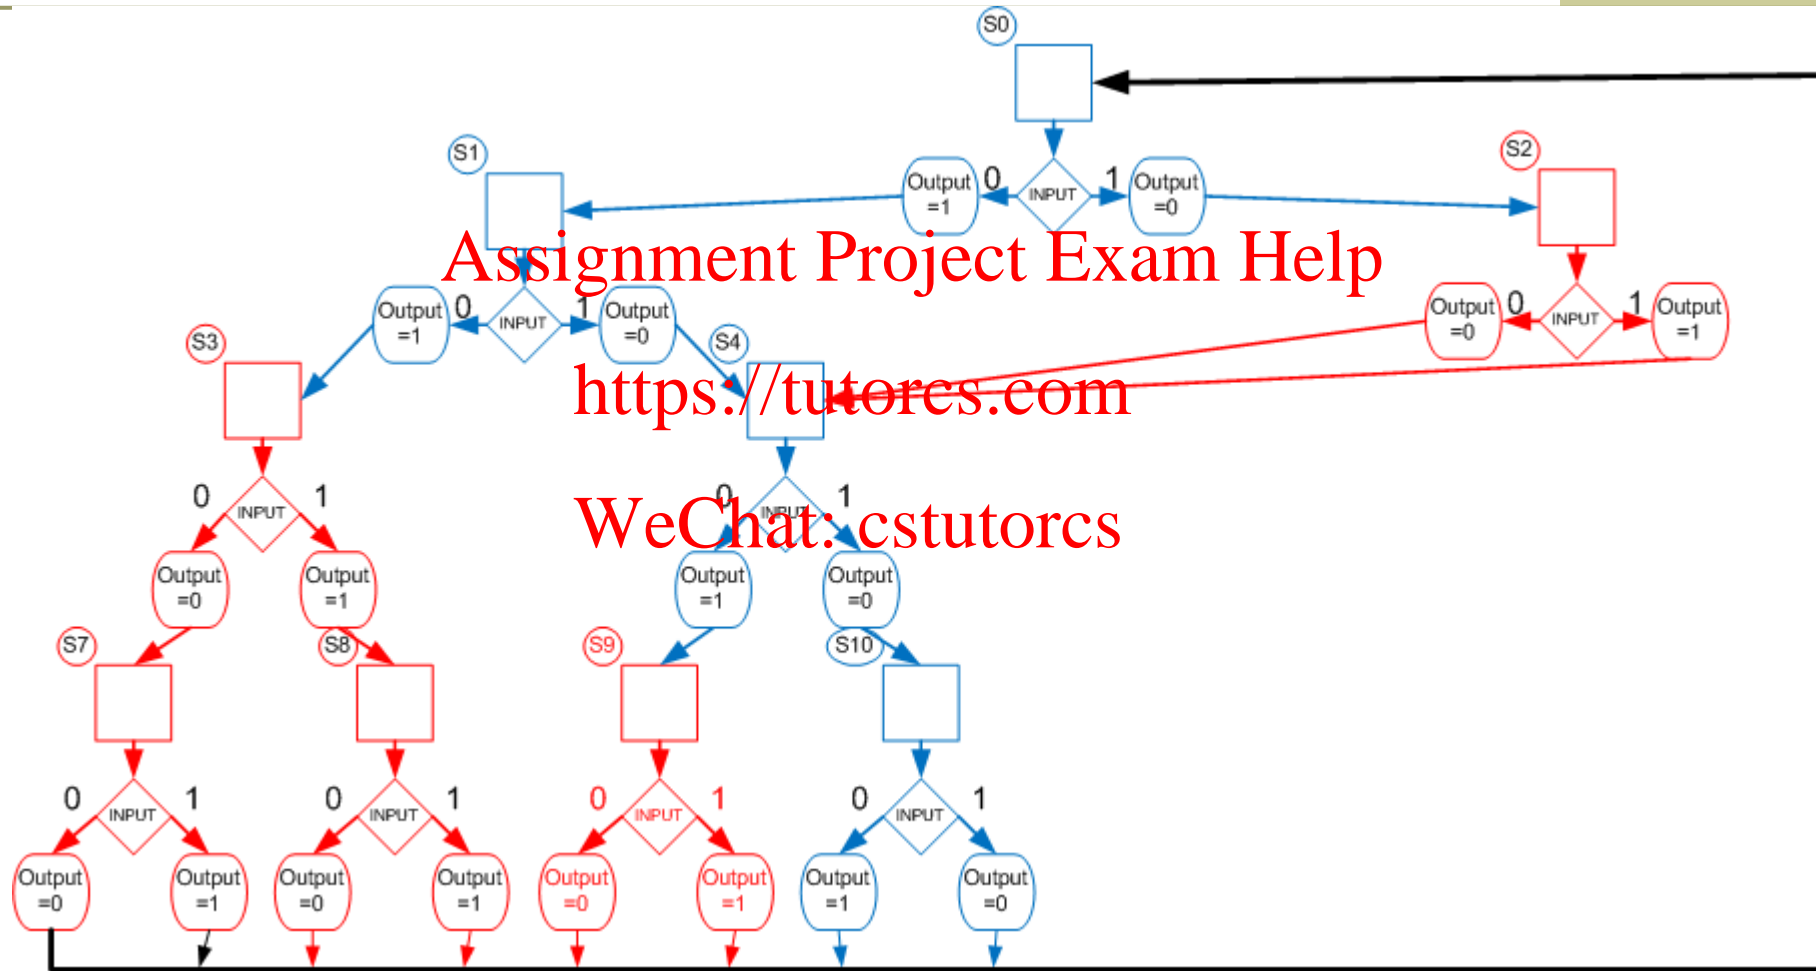 S0
S1
S2
Output
=1
0
INPUT
1
Output
=0
Assignment Project Exam Help
Output
=1
0
INPUT
1
Output
=0
Output
=0
0
INPUT
1
Output
=1
S3
S4
https://tutorcs.com
0
INPUT
1
0
INPUT
1
WeChat: cstutorcs
Output
=0
Output
=1
Output
=1
Output
=0
S7
S8
S9
S10
0
INPUT
1
0
INPUT
1
0
INPUT
1
0
INPUT
1
Output
=0
Output
=1
Output
=0
Output
=1
Output
=0
Output
=1
Output
=1
Output
=0